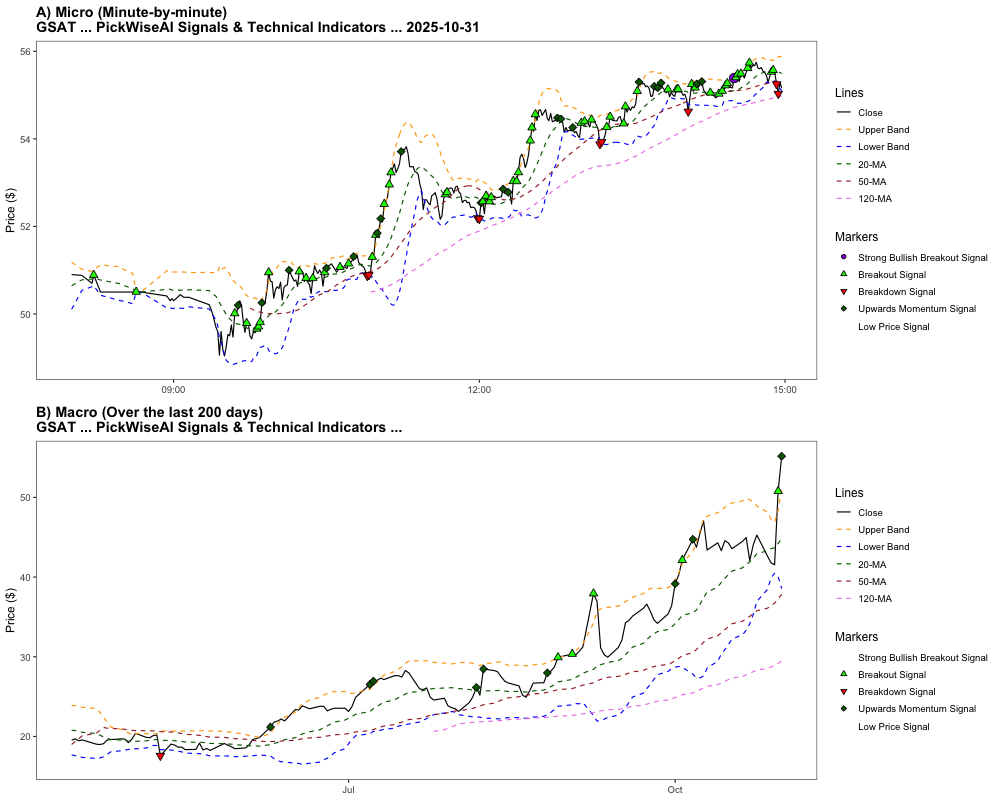 A) Micro (Minute-by-minute)
GSAT ... PickWiseAI Signals & Technical Indicators ... 2025-10-31
56
54
52
50
Price ($)
09:00
12:00
15:00
Lines
Close
Upper Band
Lower Band
20-MA
50-MA
120-MA
Markers
Strong Bullish Breakout Signal
Breakout Signal
Breakdown Signal
Upwards Momentum Signal
Low Price Signal
B) Macro (Over the last 200 days)
GSAT ... PickWiseAI Signals & Technical Indicators ...
50
40
30
20
Price ($)
Jul
Oct
Lines
Close
Upper Band
Lower Band
20-MA
50-MA
120-MA
Markers
Strong Bullish Breakout Signal
Breakout Signal
Breakdown Signal
Upwards Momentum Signal
Low Price Signal